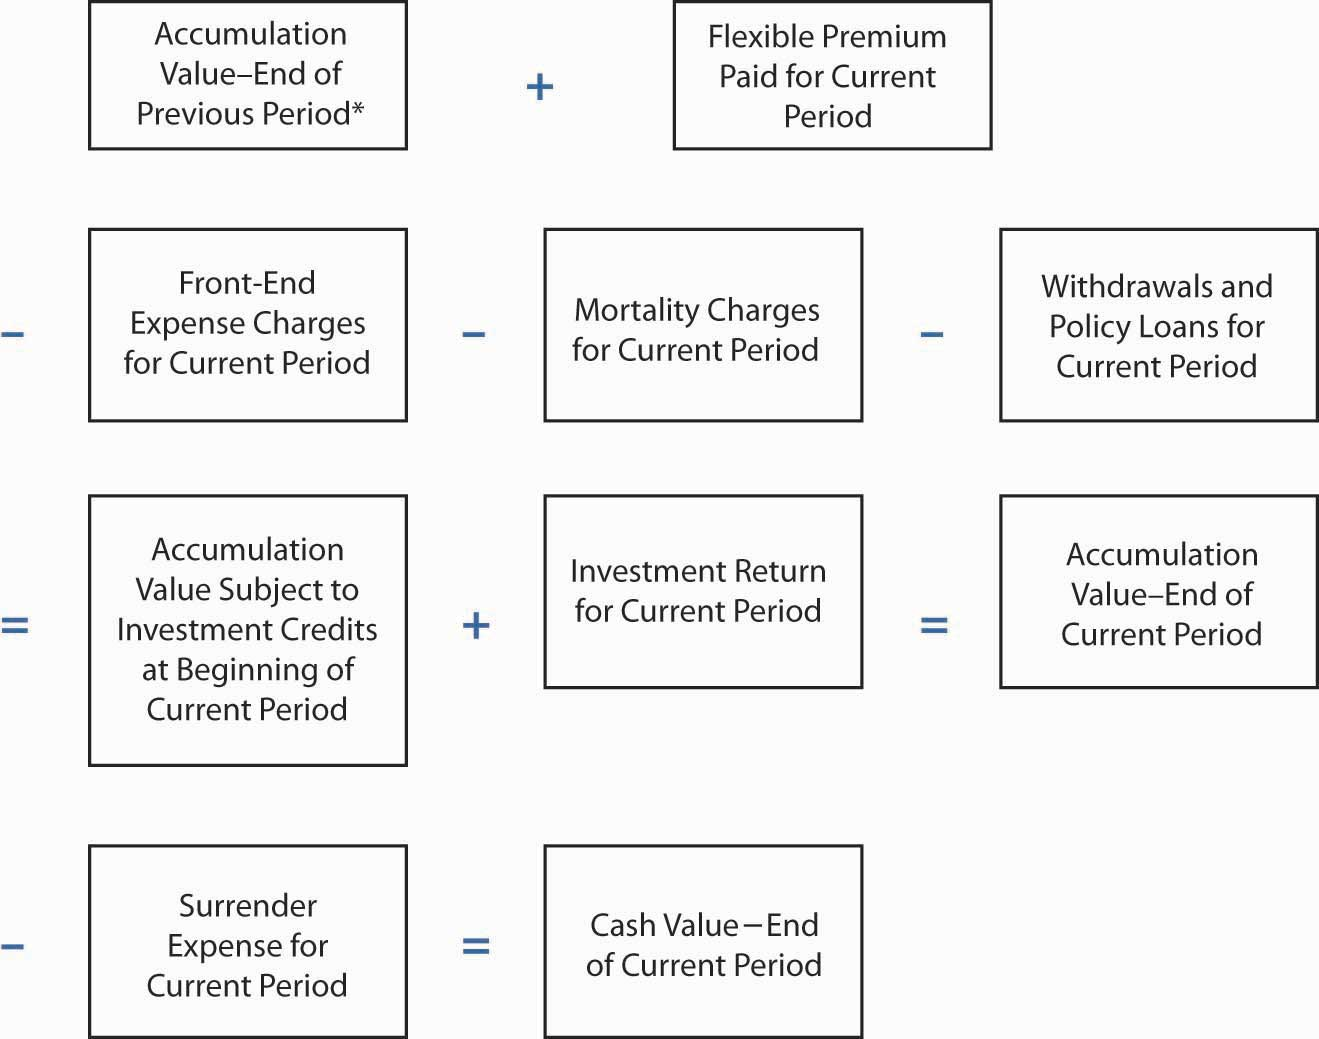 Accumulation
Value–End of
Previous Period*
+
Flexible Premium
Paid for Current
Period
–
Front-End
Expense Charges
for Current Period
–
Mortality Charges
for Current Period
–
Withdrawals and
Policy Loans for
Current Period
=
Accumulation
Value Subject to
Investment Credits
at Beginning of
Current Period
+
Investment Return
for Current Period
=
Accumulation
Value–End of
Current Period
–
Surrender
Expense for
Current Period
=
Cash Value–End
of Current Period